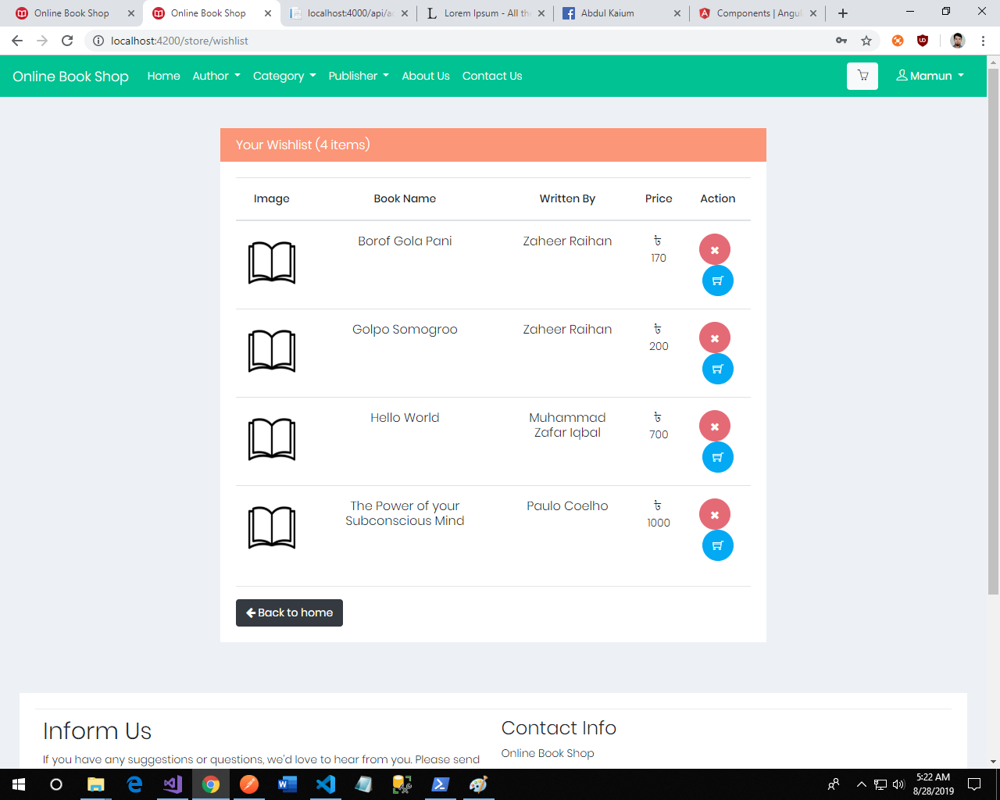 Online Book Shop
Online Book Shop
localhost:4000/api/a
Lorem Ipsum - All the
Abdul Kaium
Components | Angul
localhost:4200/store/wishlist
Online Book Shop Home Author Category Publisher About Us Contact Us Mamun
Your Wishlist (4 items)
Image Book Name Written By Price Action
Borof Gola Pani Zaheer Raihan ৳
170
Golpo Somogroo Zaheer Raihan ৳
200
Hello World Muhammad ৳
Zafar Iqbal 700
The Power of your Paulo Coelho ৳
Subconscious Mind 1000
Back to home
Inform Us
If you have any suggestions or questions, we'd love to hear from you. Please send
Contact Info
Online Book Shop
5:22 AM
8/28/2019